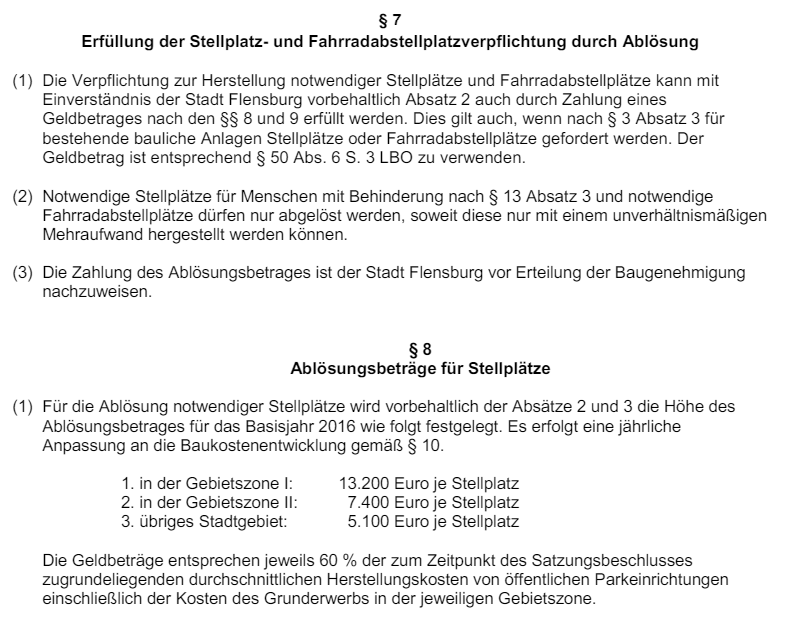 § 7
Erfüllung der Stellplatz- und Fahrradabstellplatzverpflichtung durch Ablösung
(1) Die Verpflichtung zur Herstellung notwendiger Stellplätze und Fahrradabstellplätze kann mit
Einverständnis der Stadt Flensburg vorbehaltlich Absatz 2 auch durch Zahlung eines
Geldbetrages nach den §§ 8 und 9 erfüllt werden. Dies gilt auch, wenn nach § 3 Absatz 3 für
bestehende bauliche Anlagen Stellplätze oder Fahrradabstellplätze gefordert werden. Der
Geldbetrag ist entsprechend § 50 Abs. 6 S. 3 LBO zu verwenden.
(2) Notwendige Stellplätze für Menschen mit Behinderung nach § 13 Absatz 3 und notwendige
Fahrradabstellplätze dürfen nur abgelöst werden, soweit diese nur mit einem unverhältnismäßigen
Mehraufwand hergestellt werden können.
(3) Die Zahlung des Ablösungsbetrages ist der Stadt Flensburg vor Erteilung der Baugenehmigung
nachzuweisen.
§ 8
Ablösungsbeträge für Stellplätze
(1) Für die Ablösung notwendiger Stellplätze wird vorbehaltlich der Absätze 2 und 3 die Höhe des
Ablösungsbetrages für das Basisjahr 2016 wie folgt festgelegt. Es erfolgt eine jährliche
Anpassung an die Baukostenentwicklung gemäß § 10.
1. in der Gebietszone I: 13.200 Euro je Stellplatz
2. in der Gebietszone II: 7.400 Euro je Stellplatz
3. übriges Stadtgebiet: 5.100 Euro je Stellplatz
Die Geldbeträge entsprechen jeweils 60 % der zum Zeitpunkt des Satzungsbeschlusses
zugrundeliegenden durchschnittlichen Herstellungskosten von öffentlichen Parkeinrichtungen
einschließlich der Kosten des Grunderwerbs in der jeweiligen Gebietszone.